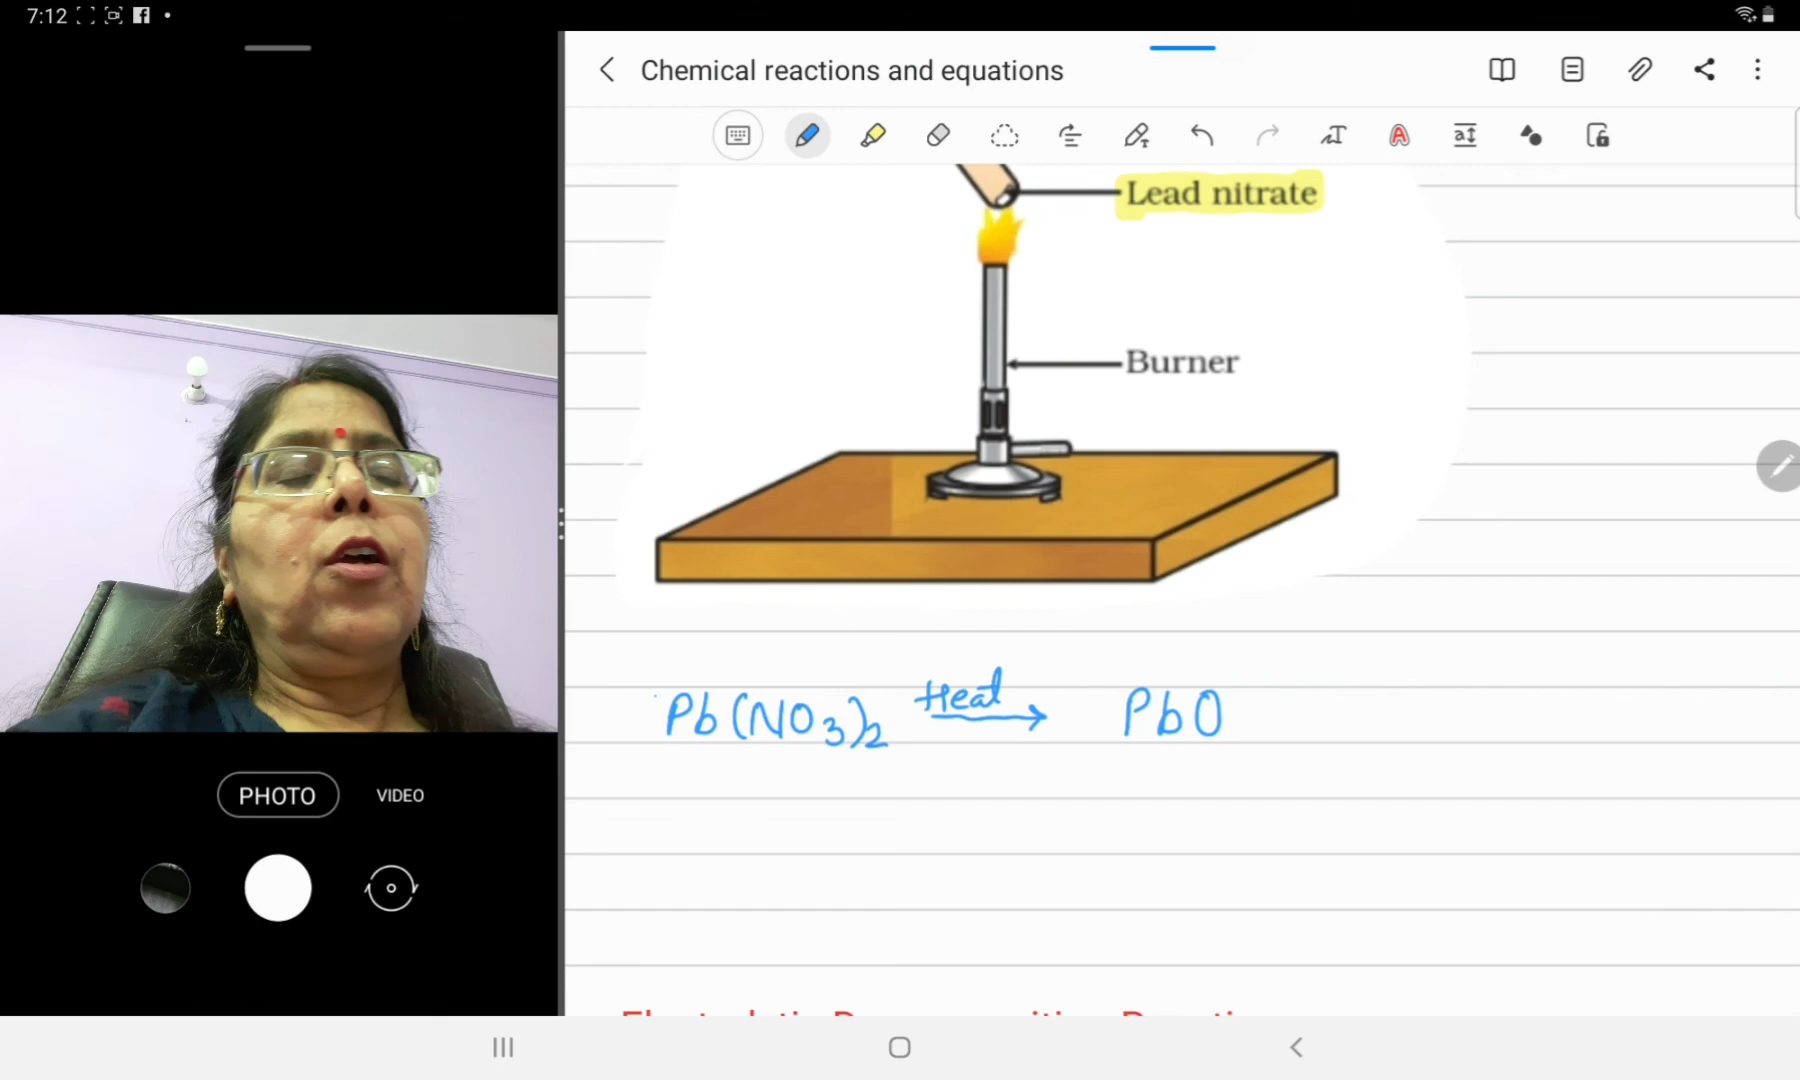 7:12
Chemical reactions and equations
Lead nitrate
Burner
Pb(NO3)2 Heat → PbO
PHOTO VIDEO